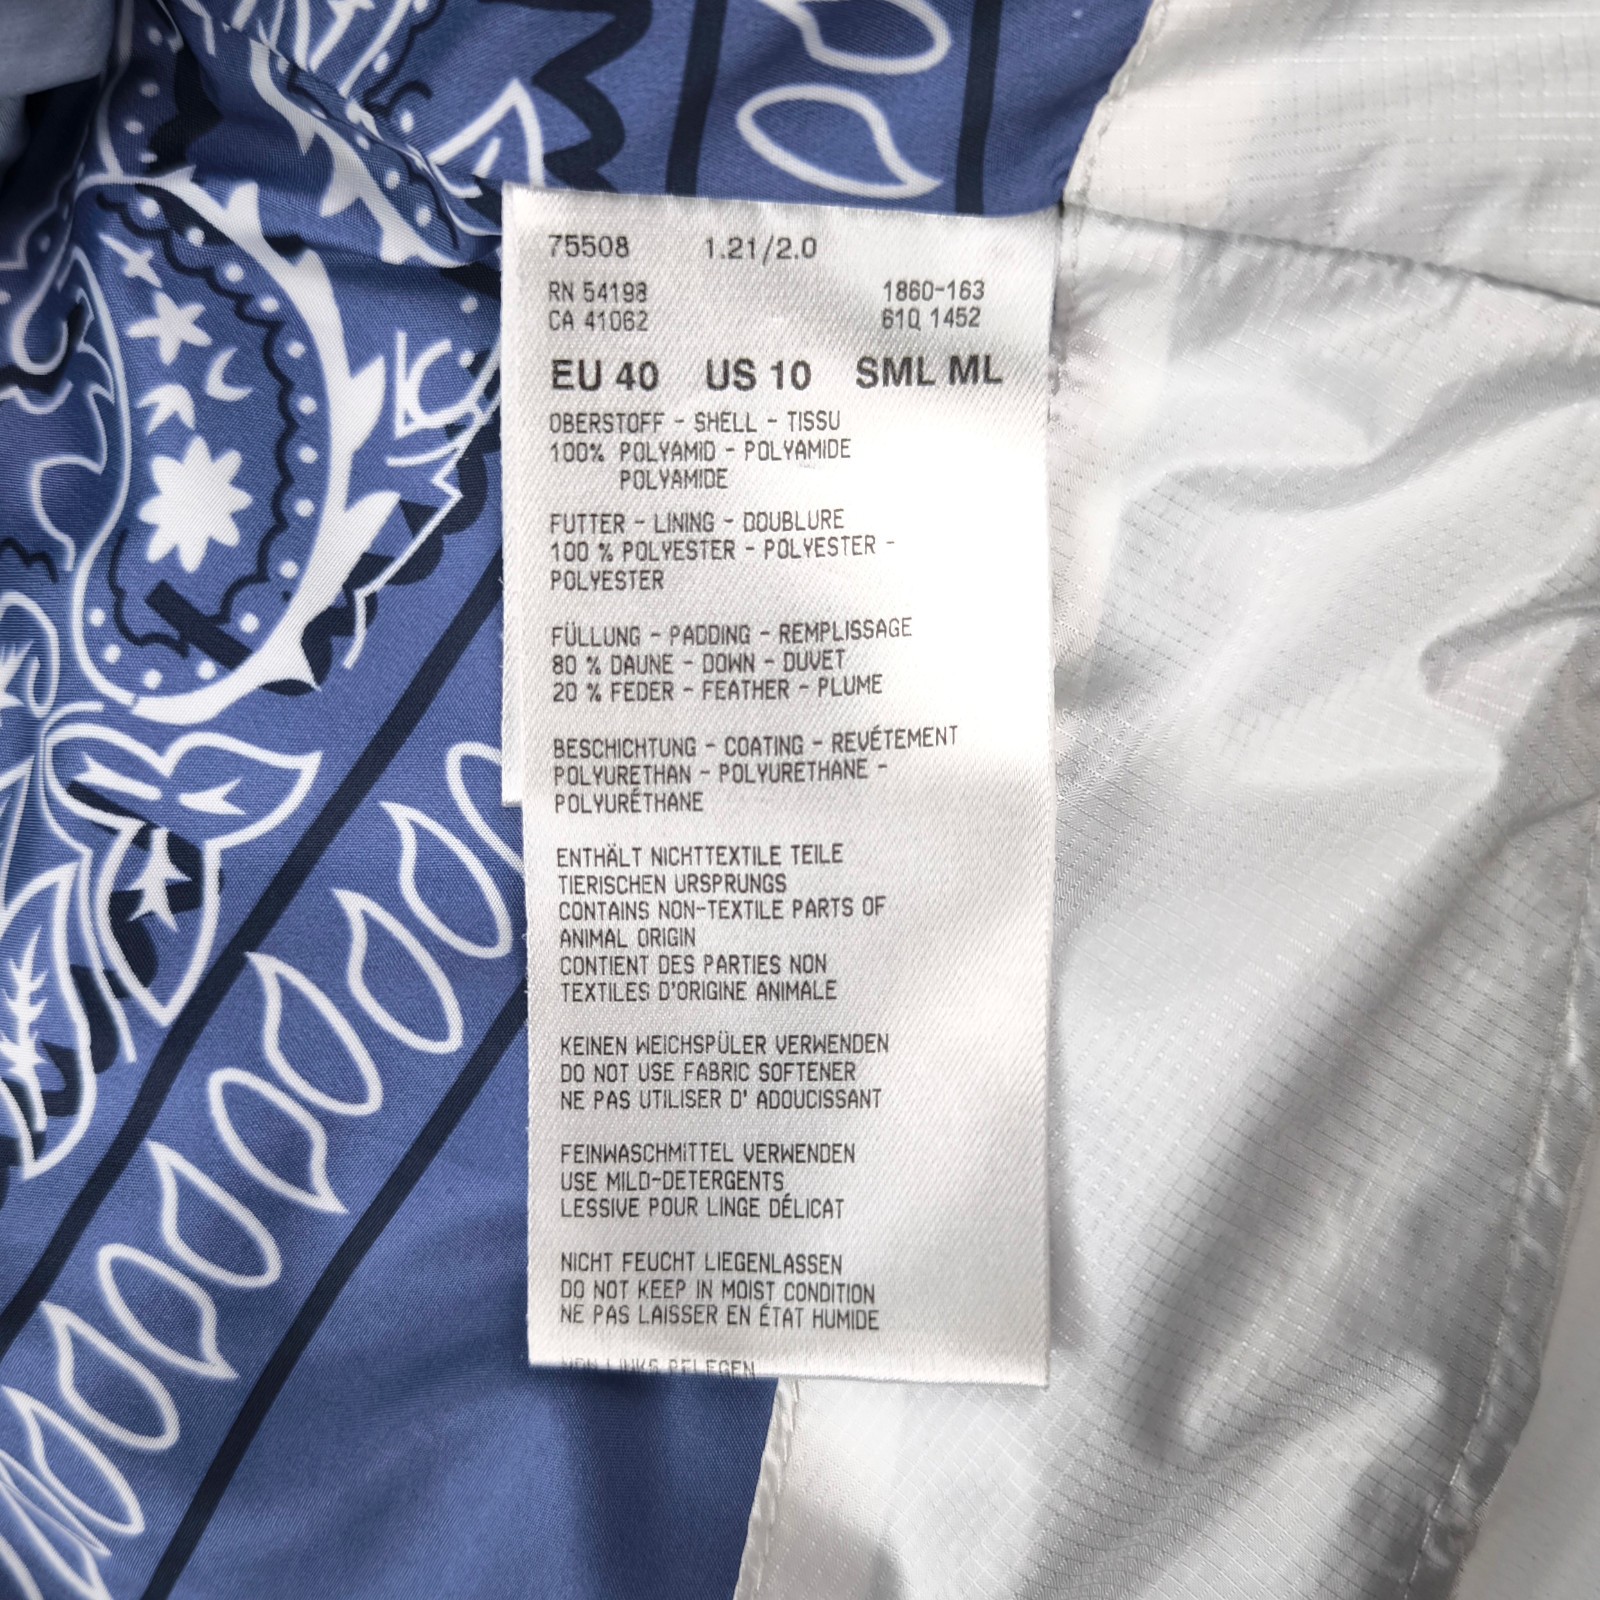 75508 1.21/2.0
RN 54198 1860-163
CA 41062 61Q 1452
EU 40 US 10 SML ML
OBERSTOFF - SHELL - TISSU
100% POLYAMID - POLYAMIDE
POLYAMIDE
FUTTER - LINING - DOUBLURE
100 % POLYESTER - POLYESTER -
POLYESTER
FÜLLUNG - PADDING - REMPLISSAGE
80 % DAUNE - DOWN - DUVET
20 % FEDER - FEATHER - PLUME
BESCHICHTUNG - COATING - REVÉTEMENT
POLYURETHAN - POLYURETHANE -
POLYURÉTHANE
ENTHÄLT NICHTTEXTILE TEILE
TIERISCHEN URSPRUNGS
CONTAINS NON-TEXTILE PARTS OF
ANIMAL ORIGIN
CONTIENT DES PARTIES NON
TEXTILES D'ORIGINE ANIMALE
KEINEN WEICHSPÜLER VERWENDEN
DO NOT USE FABRIC SOFTENER
NE PAS UTILISER D' ADOUCISSANT
FEINWASCHMITTEL VERWENDEN
USE MILD-DETERGENTS
LESSIVE POUR LINGE DÉLICAT
NICHT FEUCHT LIEGENLASSEN
DO NOT KEEP IN MOIST CONDITION
NE PAS LAISSER EN ÉTAT HUMIDE
VON LINKS PFLEGEN